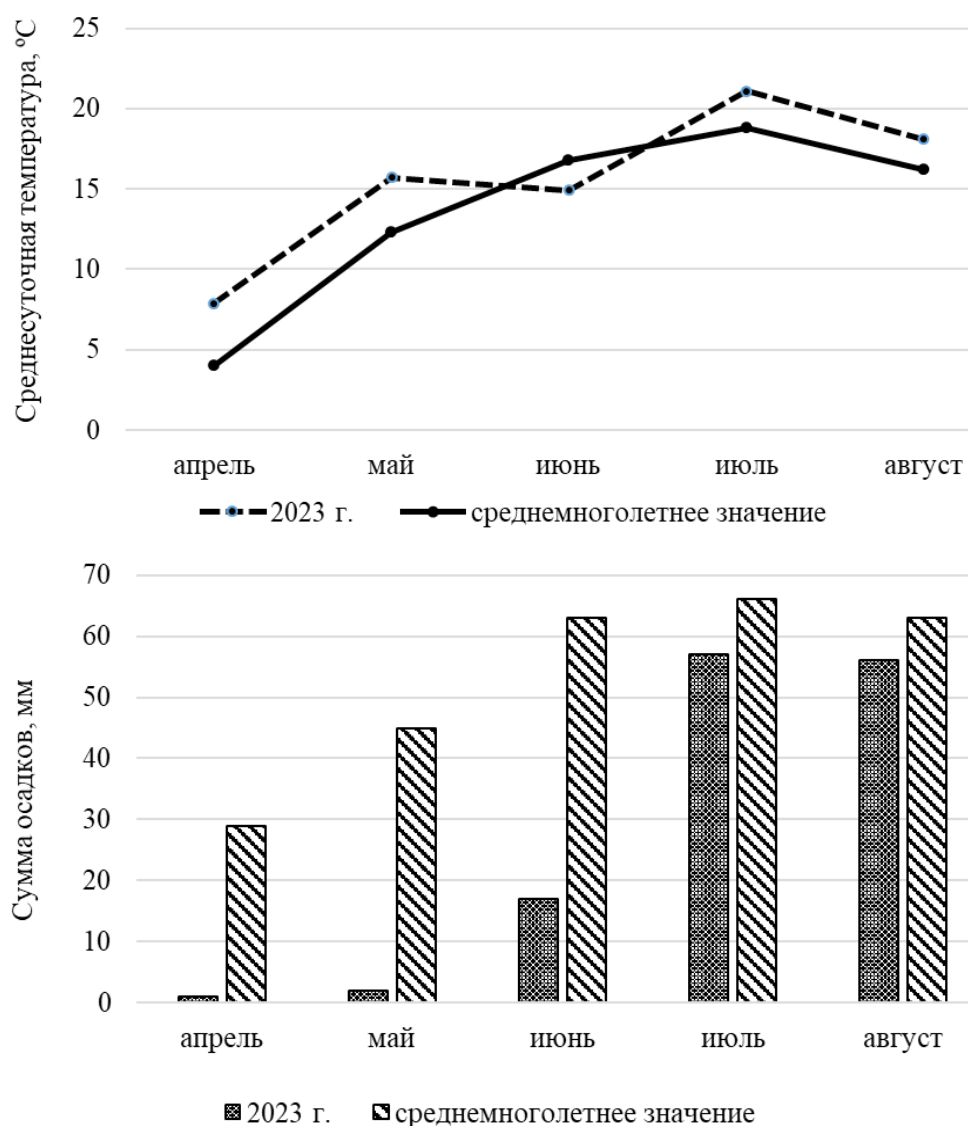 Среднесуточная температура, ºС
25
20
15
10
5
0
апрель май июнь июль август
2023 г. среднемноголетнее значение
Сумма осадков, мм
70
60
50
40
30
20
10
0
апрель май июнь июль август
2023 г. среднемноголетнее значение